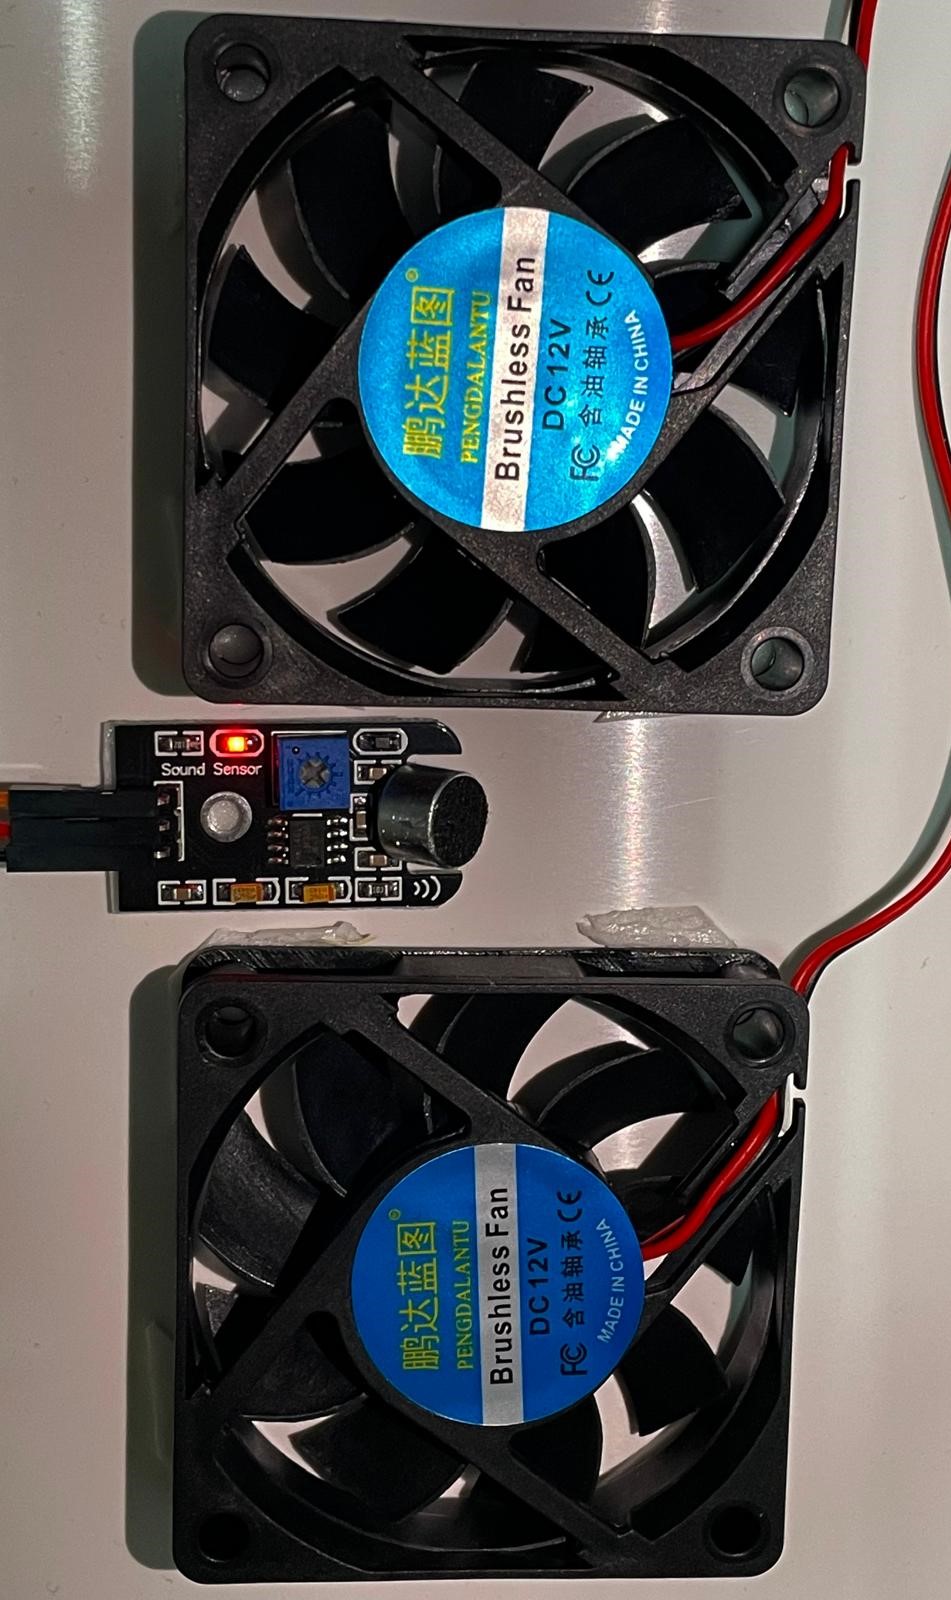 鹏达蓝图®
PENGDALANTU
Brushless Fan
DC12V
FC 含油轴承 CE
MADE IN CHINA
Sound Sensor
鹏达蓝图®
PENGDALANTU
Brushless Fan
DC12V
FC 含油轴承 CE
MADE IN CHINA